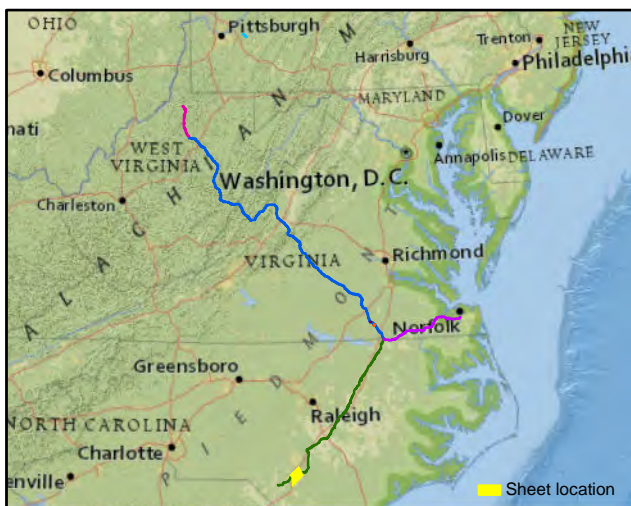 OHIO
Pittsburgh
NEW
JERSEY
Trenton
Harrisburg
Philadelphia
Columbus
MARYLAND
nati
Dover
WEST
VIRGINIA
Annapolis
DELAWARE
Washington, D.C.
Charleston
VIRGINIA
Richmond
Norfolk
Greensboro
Raleigh
NORTH CAROLINA
Charlotte
enville
A L A C H I A N M
P I E D M O N T
Sheet location